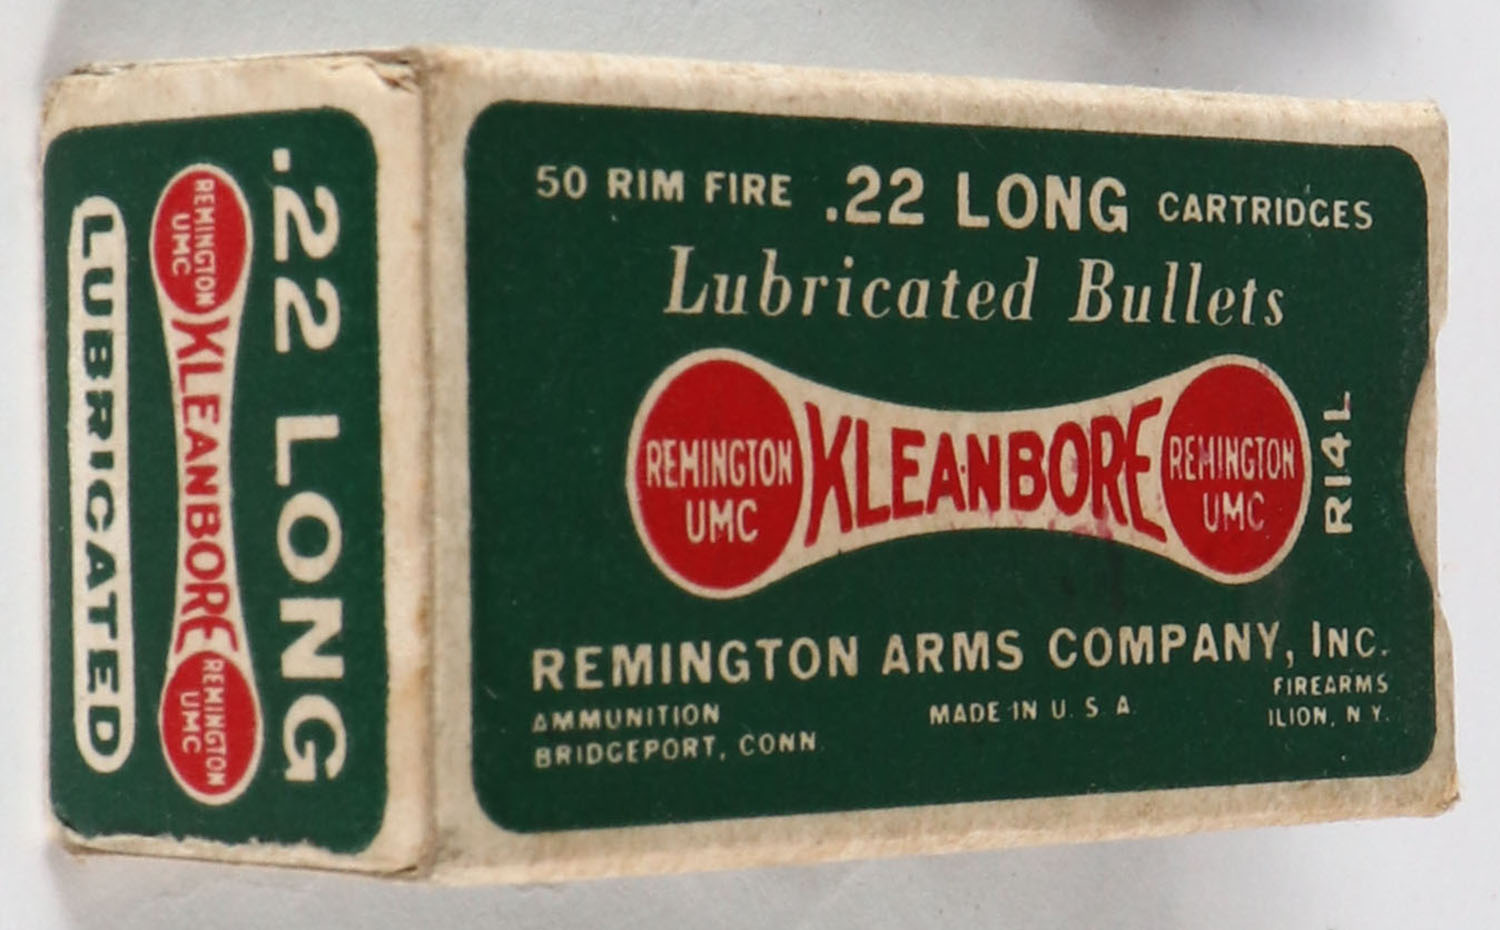 .22 LONG
REMINGTON UMC KLEANBORE REMINGTON UMC
LUBRICATED
50 RIM FIRE .22 LONG CARTRIDGES
Lubricated Bullets
REMINGTON UMC KLEANBORE REMINGTON UMC
R14L
REMINGTON ARMS COMPANY, INC.
AMMUNITION
BRIDGEPORT, CONN.
MADE IN U. S. A.
FIREARMS
ILION, N. Y.